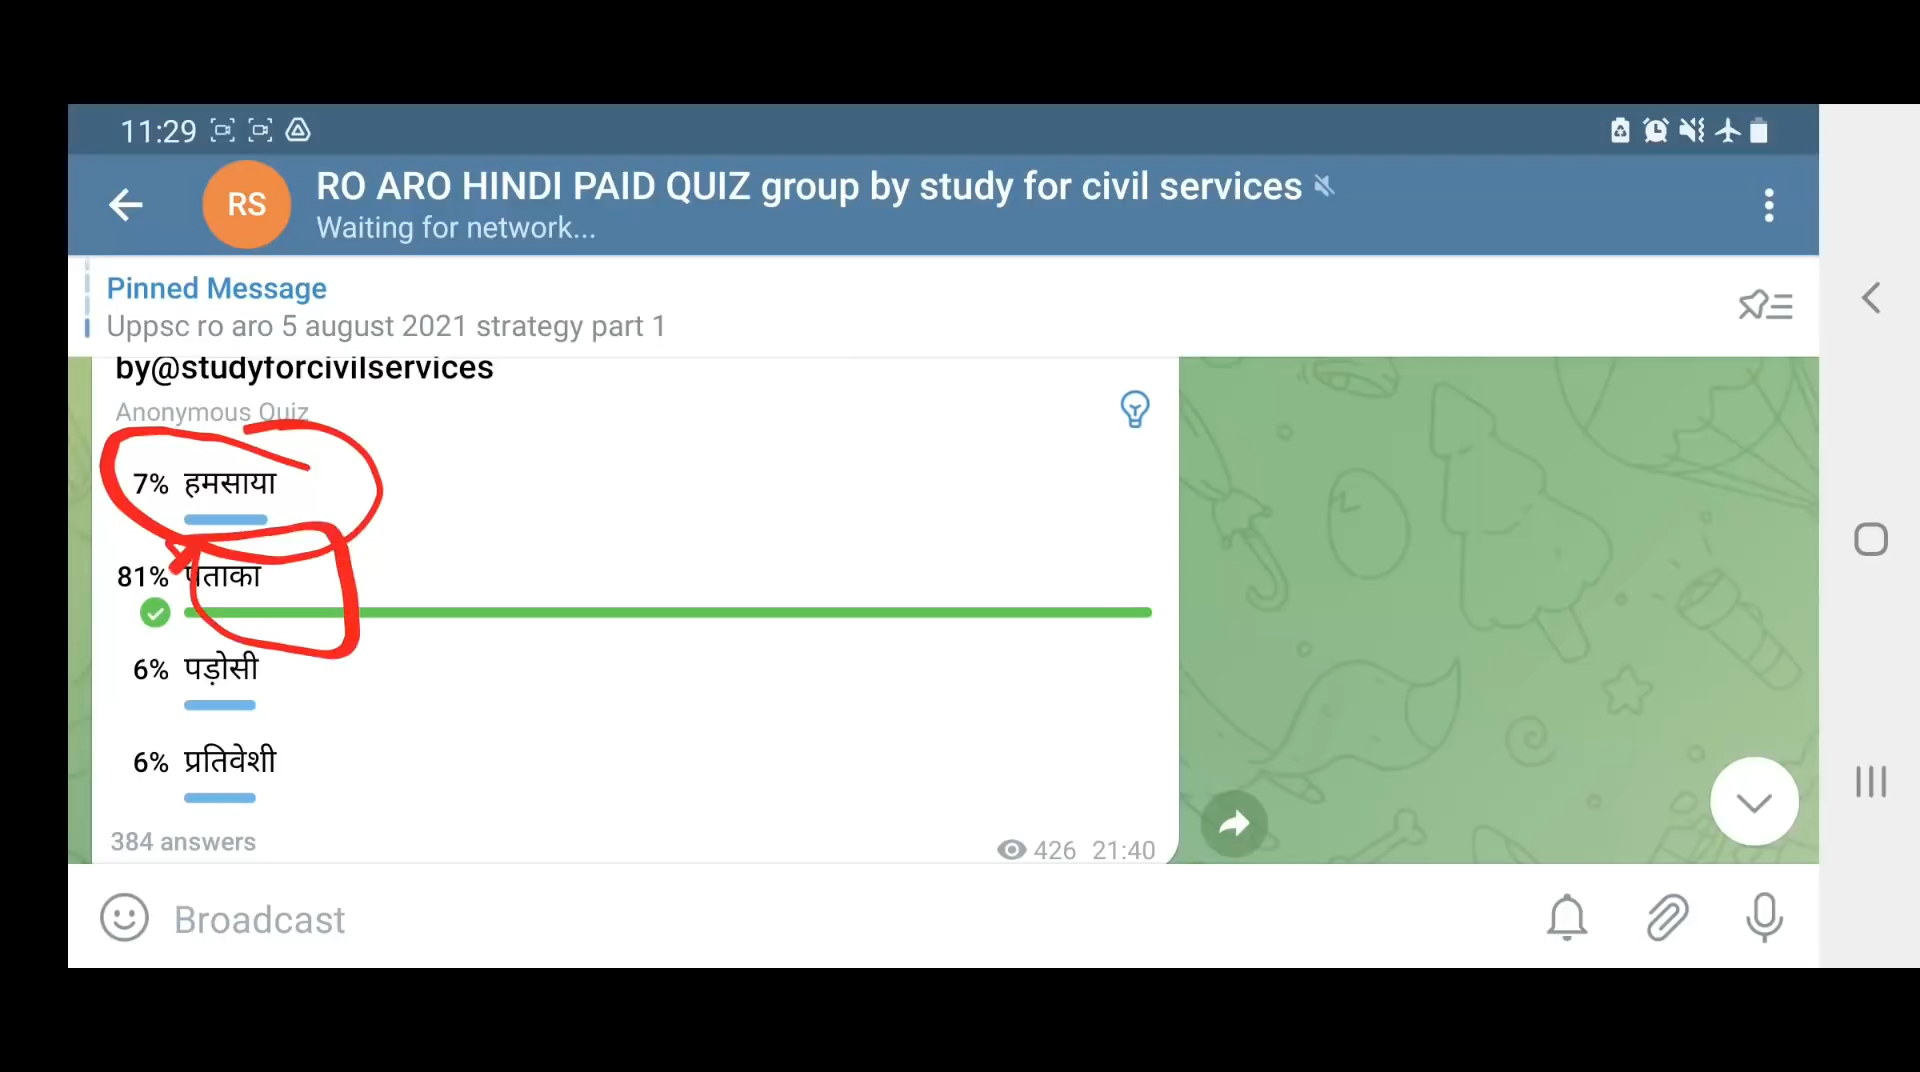 11:29
RS
RO ARO HINDI PAID QUIZ group by study for civil services
Waiting for network...
Pinned Message
Uppsc ro aro 5 august 2021 strategy part 1
by@studyforcivilservices
Anonymous Quiz
7% हमसाया
81% पताका
6% पड़ोसी
6% प्रतिवेशी
384 answers
426 21:40
Broadcast